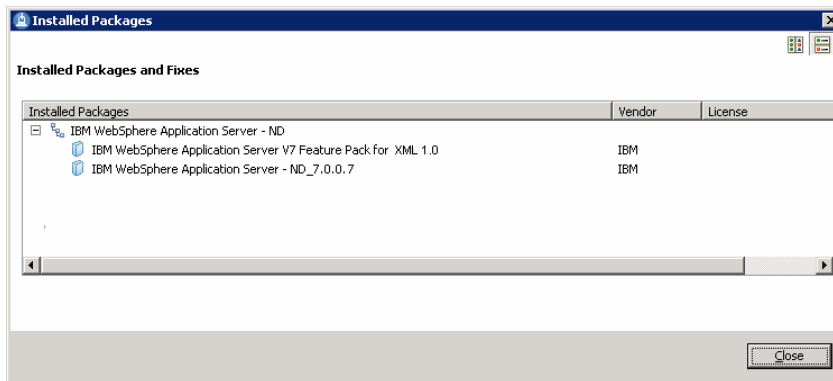 Installed Packages
Installed Packages and Fixes
Installed Packages Vendor License
IBM WebSphere Application Server - ND
IBM WebSphere Application Server V7 Feature Pack for XML 1.0 IBM
IBM WebSphere Application Server - ND_7.0.0.7 IBM
Close